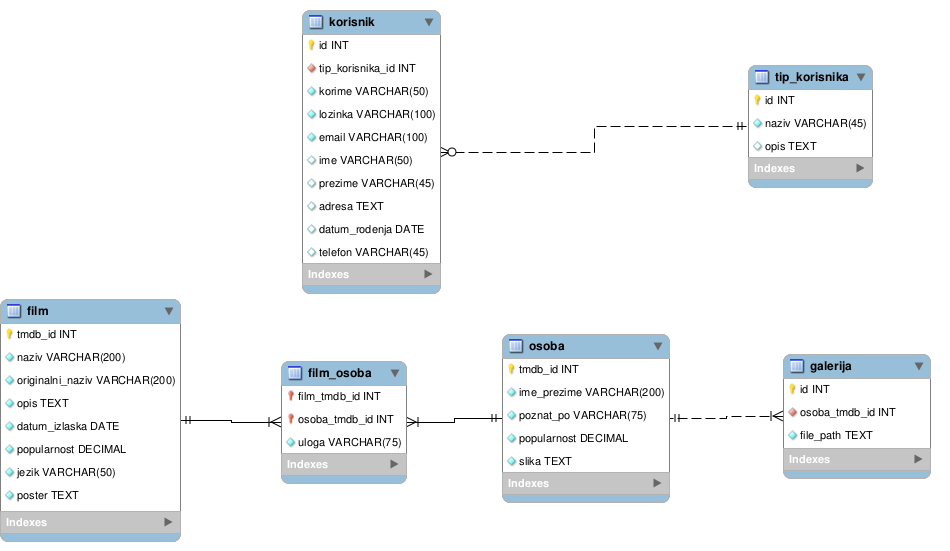 korisnik
id INT
tip_korisnika_id INT
korime VARCHAR(50)
lozinka VARCHAR(100)
email VARCHAR(100)
ime VARCHAR(50)
prezime VARCHAR(45)
adresa TEXT
datum_rodenja DATE
telefon VARCHAR(45)
Indexes
tip_korisnika
id INT
naziv VARCHAR(45)
opis TEXT
Indexes
film
tmdb_id INT
naziv VARCHAR(200)
originalni_naziv VARCHAR(200)
opis TEXT
datum_izlaska DATE
popularnost DECIMAL
jezik VARCHAR(50)
poster TEXT
Indexes
film_osoba
film_tmdb_id INT
osoba_tmdb_id INT
uloga VARCHAR(75)
Indexes
osoba
tmdb_id INT
ime_prezime VARCHAR(200)
poznat_po VARCHAR(75)
popularnost DECIMAL
slika TEXT
Indexes
galerija
id INT
osoba_tmdb_id INT
file_path TEXT
Indexes